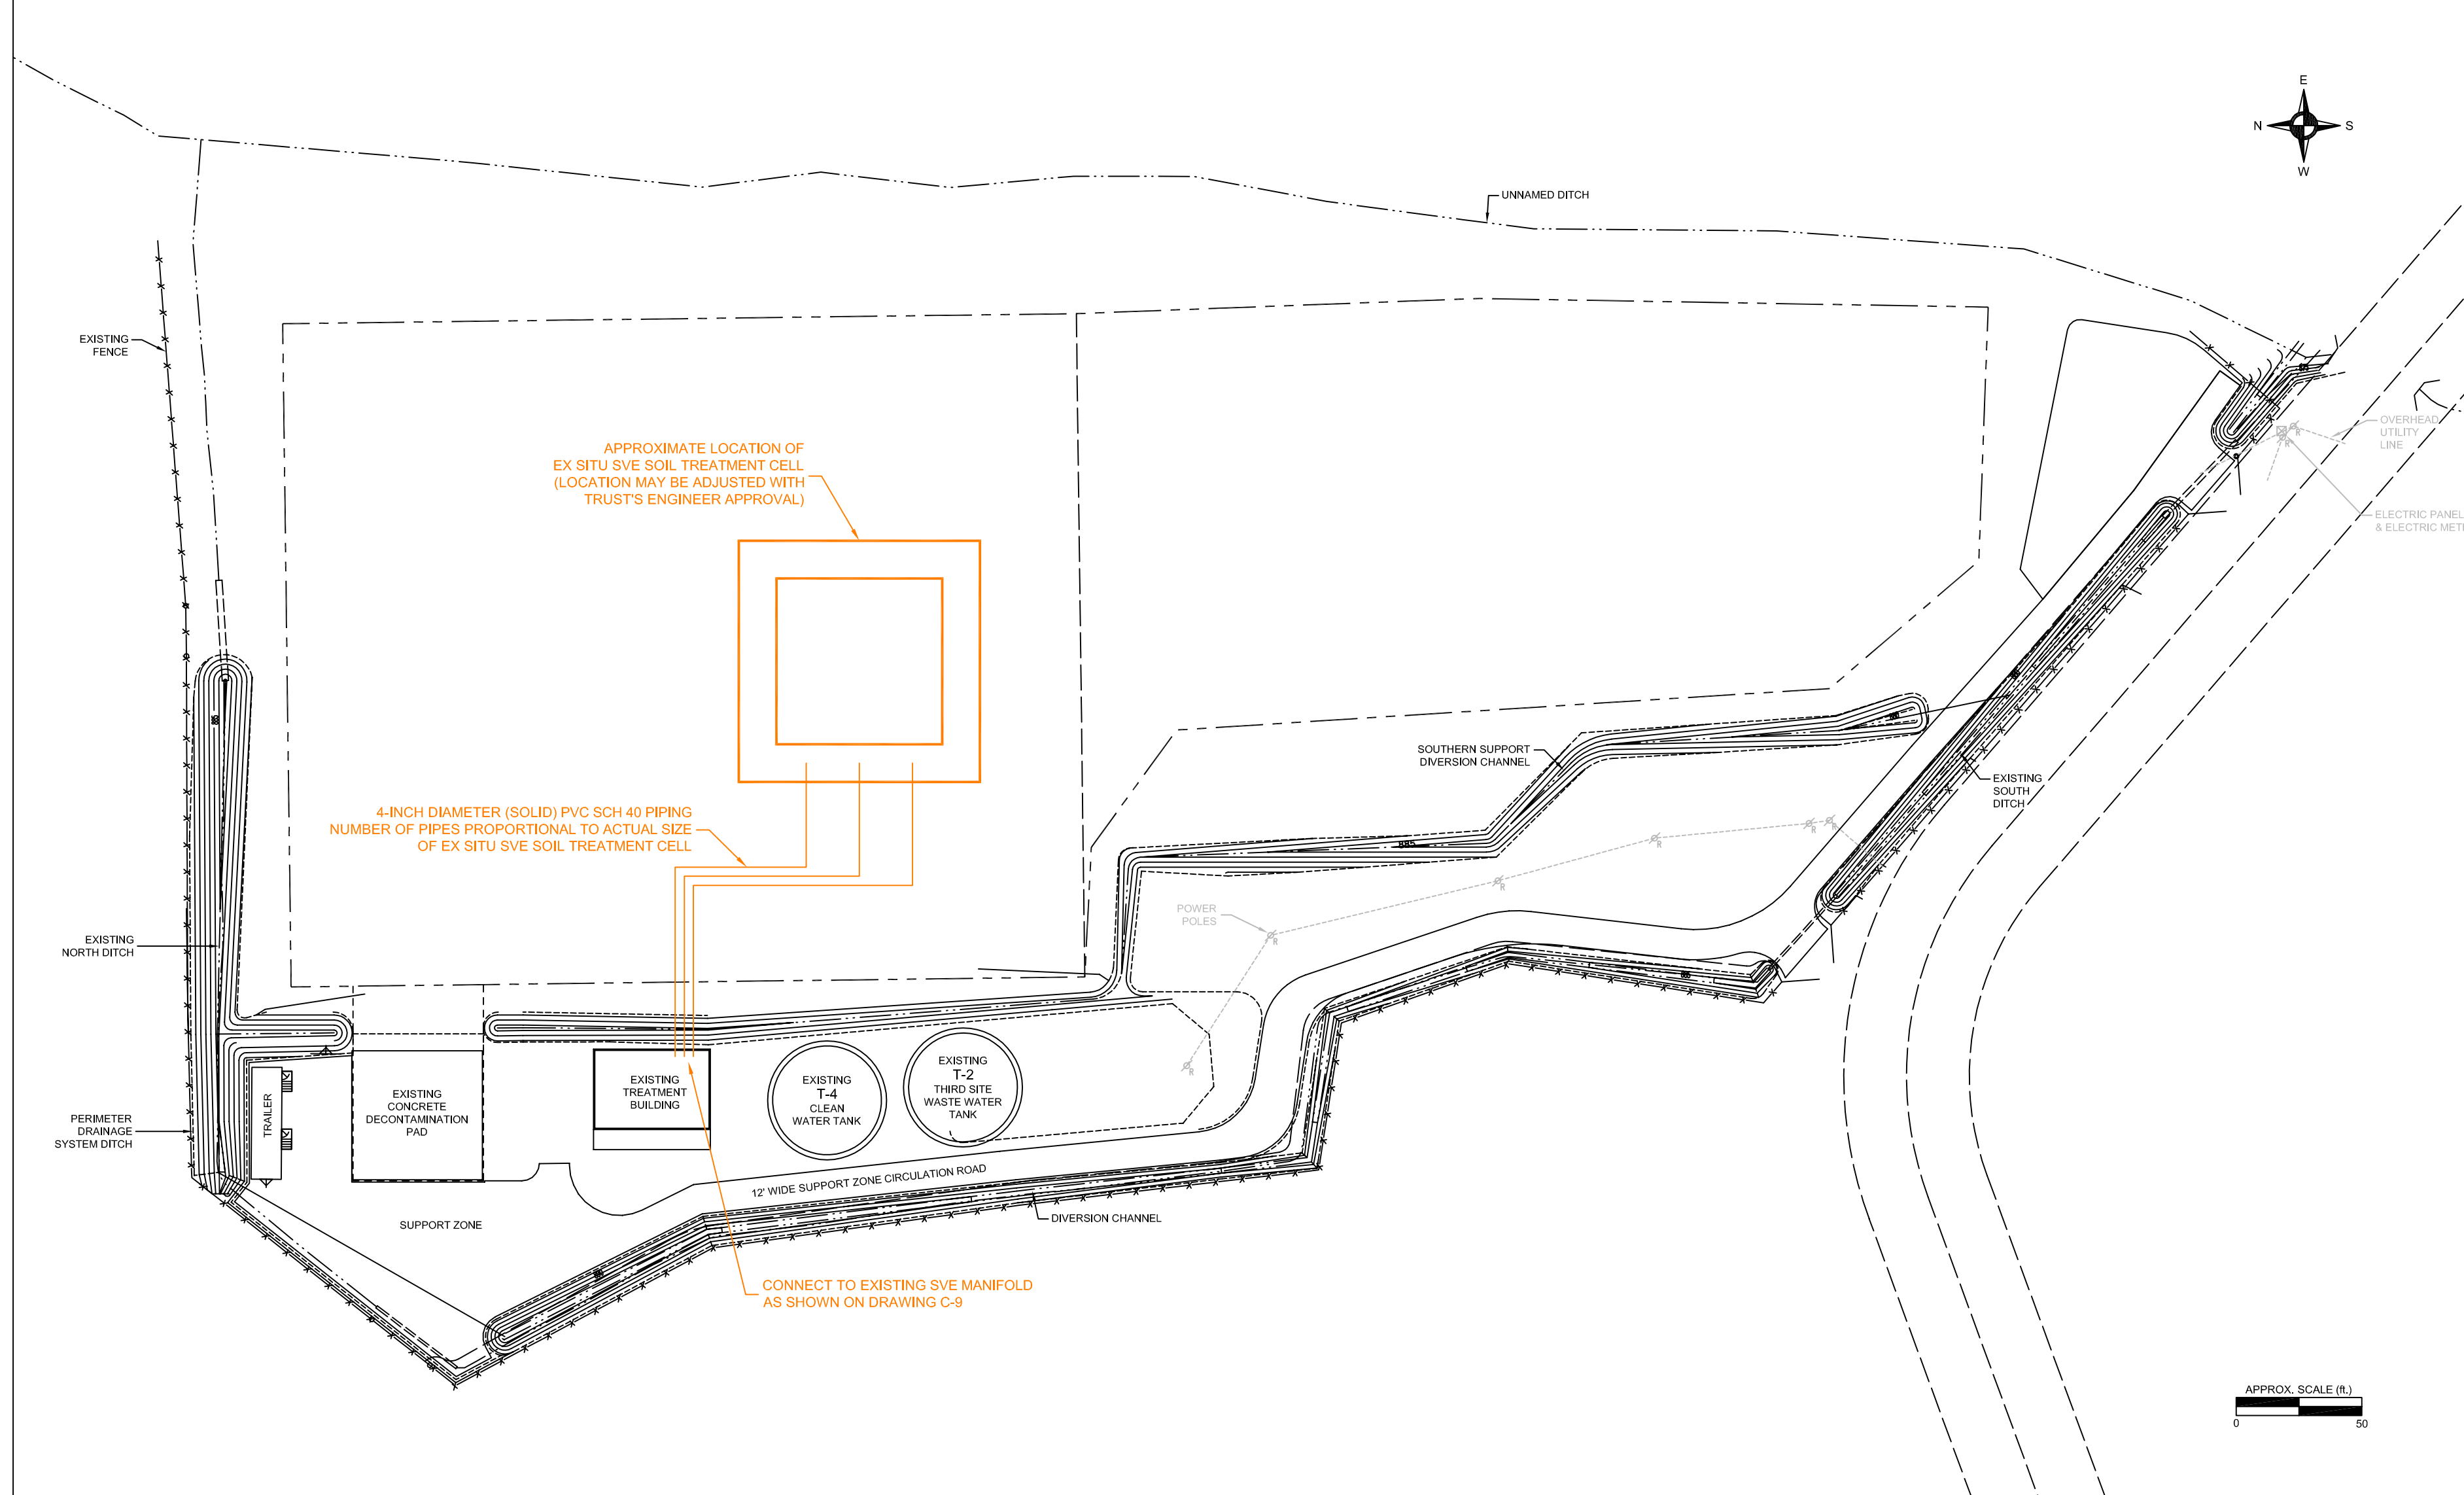 E
N
S
W
UNNAMED DITCH
EXISTING
FENCE
OVERHEAD
UTILITY
LINE
R
R
ELECTRIC PANEL
& ELECTRIC
APPROXIMATE LOCATION OF
EX SITU SVE SOIL TREATMENT CELL
(LOCATION MAY BE ADJUSTED WITH
TRUST'S ENGINEER APPROVAL)
885
SOUTHERN SUPPORT
DIVERSION CHANNEL
EXISTING
SOUTH
DITCH
4-INCH DIAMETER (SOLID) PVC SCH 40 PIPING
NUMBER OF PIPES PROPORTIONAL TO ACTUAL SIZE
OF EX SITU SVE SOIL TREATMENT CELL
R
R
R
R
R
R
POWER
POLES
EXISTING
NORTH DITCH
PERIMETER
DRAINAGE
SYSTEM DITCH
TRAILER
EXISTING
CONCRETE
DECONTAMINATION
PAD
EXISTING
TREATMENT
BUILDING
EXISTING
T-4
CLEAN
WATER TANK
EXISTING
T-2
THIRD SITE
WASTE WATER
TANK
12' WIDE SUPPORT ZONE CIRCULATION ROAD
SUPPORT ZONE
DIVERSION CHANNEL
CONNECT TO EXISTING SVE MANIFOLD
AS SHOWN ON DRAWING C-9
APPROX. SCALE (ft.)
0
50